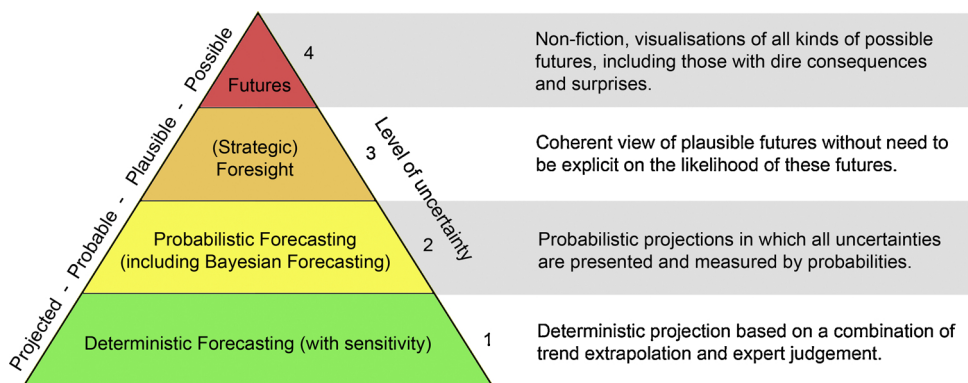 Projected - Probable - Plausible - Possible
Level of uncertainty
4
Futures
Non-fiction, visualisations of all kinds of possible
futures, including those with dire consequences
and surprises.
3
(Strategic)
Foresight
Coherent view of plausible futures without need to
be explicit on the likelihood of these futures.
2
Probabilistic Forecasting
(including Bayesian Forecasting)
Probabilistic projections in which all uncertainties
are presented and measured by probabilities.
1
Deterministic Forecasting (with sensitivity)
Deterministic projection based on a combination of
trend extrapolation and expert judgement.